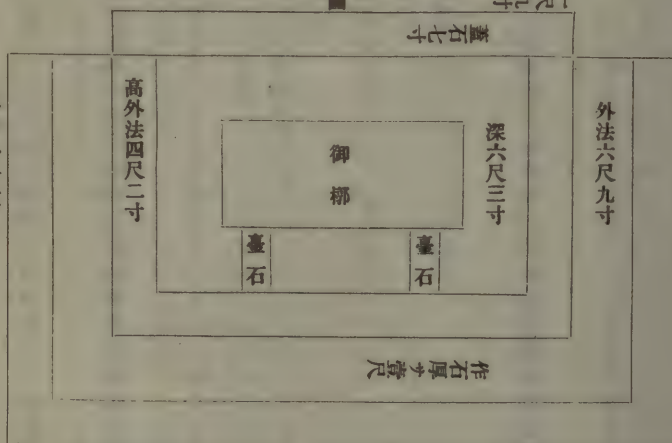 蓋石七寸
外法六尺九寸
深六尺三寸
御槨
高外法四尺二寸
臺石
臺石
作石厚サ壹尺